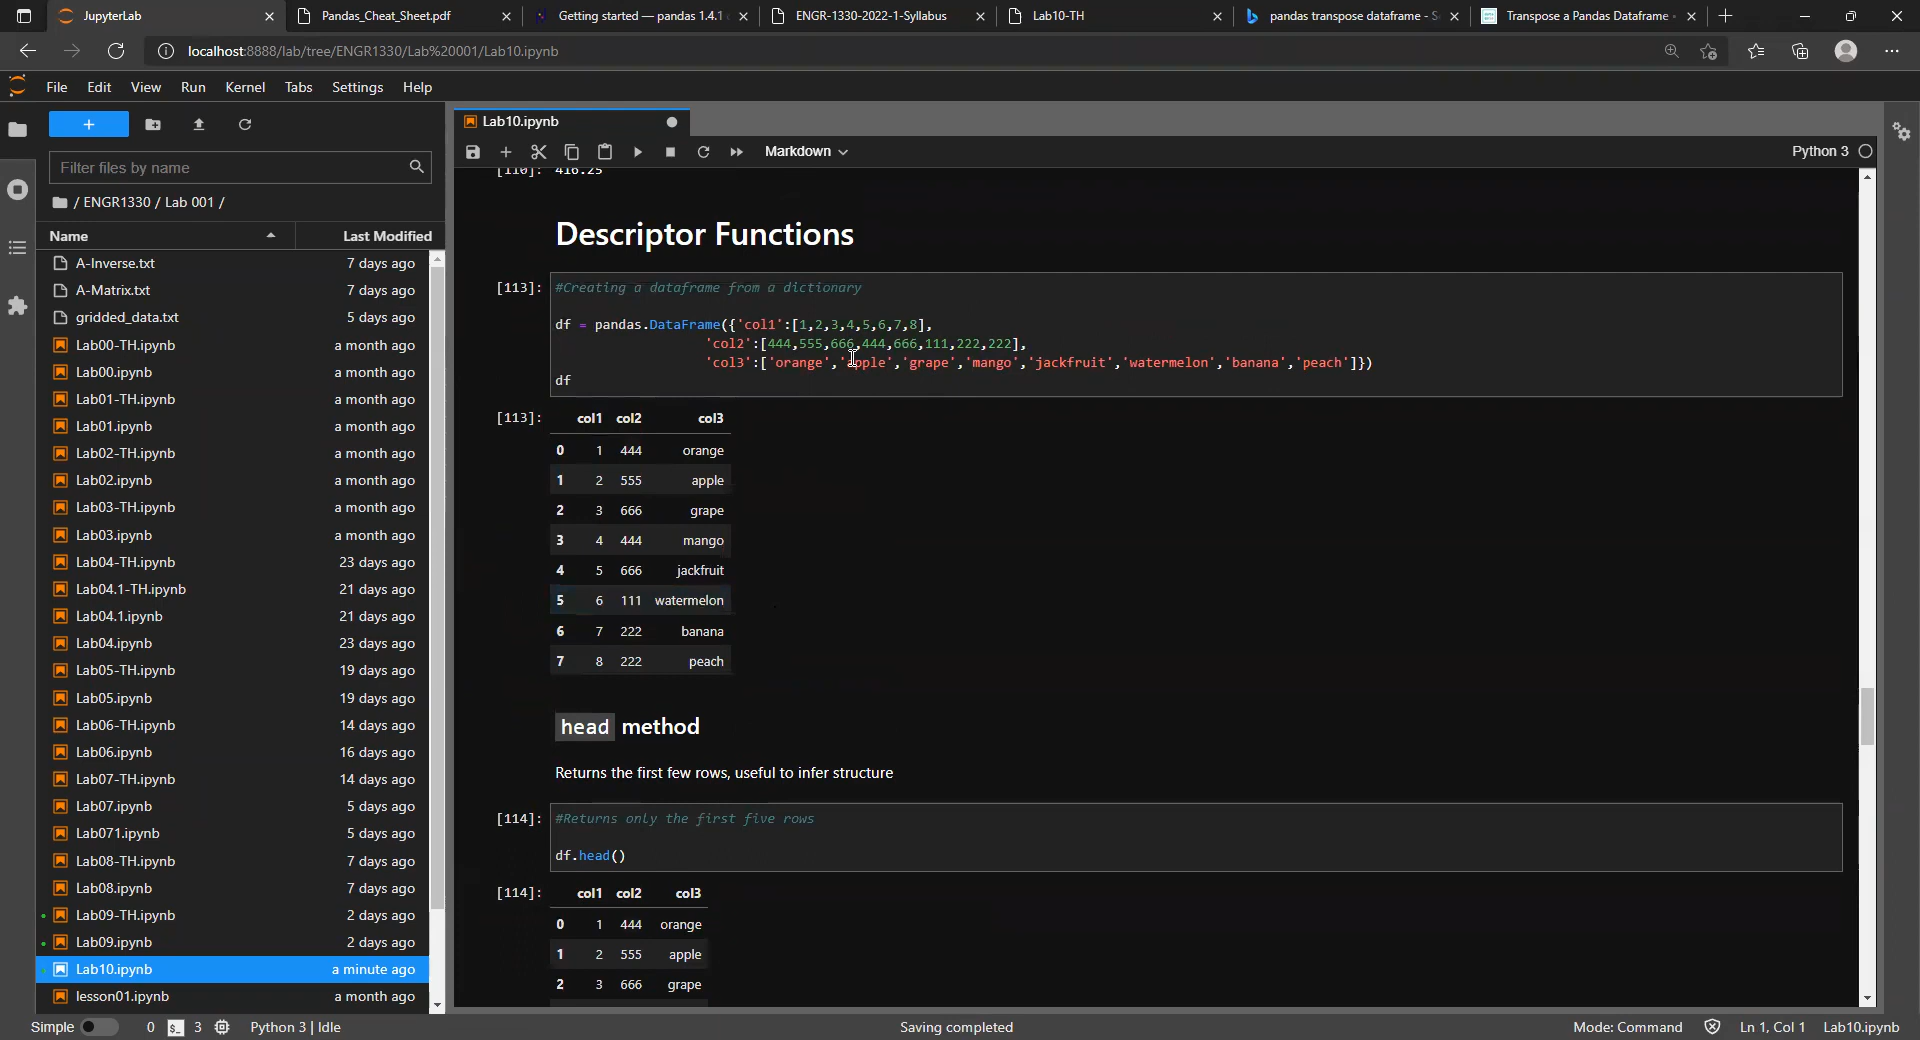 JupyterLab
Pandas_Cheat_Sheet.pdf
Getting started — pandas 1.4.1
ENGR-1330-2022-1-Syllabus
Lab10-TH
pandas transpose dataframe - S
Transpose a Pandas Dataframe
localhost:8888/lab/tree/ENGR1330/Lab%20001/Lab10.ipynb
File Edit View Run Kernel Tabs Settings Help
Filter files by name
/ ENGR1330 / Lab 001 /
Name Last Modified
A-Inverse.txt 7 days ago
A-Matrix.txt 7 days ago
gridded_data.txt 5 days ago
Lab00-TH.ipynb a month ago
Lab00.ipynb a month ago
Lab01-TH.ipynb a month ago
Lab01.ipynb a month ago
Lab02-TH.ipynb a month ago
Lab02.ipynb a month ago
Lab03-TH.ipynb a month ago
Lab03.ipynb a month ago
Lab04-TH.ipynb 23 days ago
Lab04.1-TH.ipynb 21 days ago
Lab04.1.ipynb 21 days ago
Lab04.ipynb 23 days ago
Lab05-TH.ipynb 19 days ago
Lab05.ipynb 19 days ago
Lab06-TH.ipynb 14 days ago
Lab06.ipynb 16 days ago
Lab07-TH.ipynb 14 days ago
Lab07.ipynb 5 days ago
Lab071.ipynb 5 days ago
Lab08-TH.ipynb 7 days ago
Lab08.ipynb 7 days ago
Lab09-TH.ipynb 2 days ago
Lab09.ipynb 2 days ago
Lab10.ipynb a minute ago
lesson01.ipynb a month ago
Lab10.ipynb
Markdown
Python 3
[110]: 416.25
Descriptor Functions
[113]: #Creating a dataframe from a dictionary
df = pandas.DataFrame({'col1':[1,2,3,4,5,6,7,8],
'col2':[444,555,666,444,666,111,222,222],
'col3':['orange','apple','grape','mango','jackfruit','watermelon','banana','peach']})
df
[113]: col1 col2 col3
0 1 444 orange
1 2 555 apple
2 3 666 grape
3 4 444 mango
4 5 666 jackfruit
5 6 111 watermelon
6 7 222 banana
7 8 222 peach
head method
Returns the first few rows, useful to infer structure
[114]: #Returns only the first five rows
df.head()
[114]: col1 col2 col3
0 1 444 orange
1 2 555 apple
2 3 666 grape
Simple 0 3 Python 3 | Idle Saving completed Mode: Command Ln 1, Col 1 Lab10.ipynb